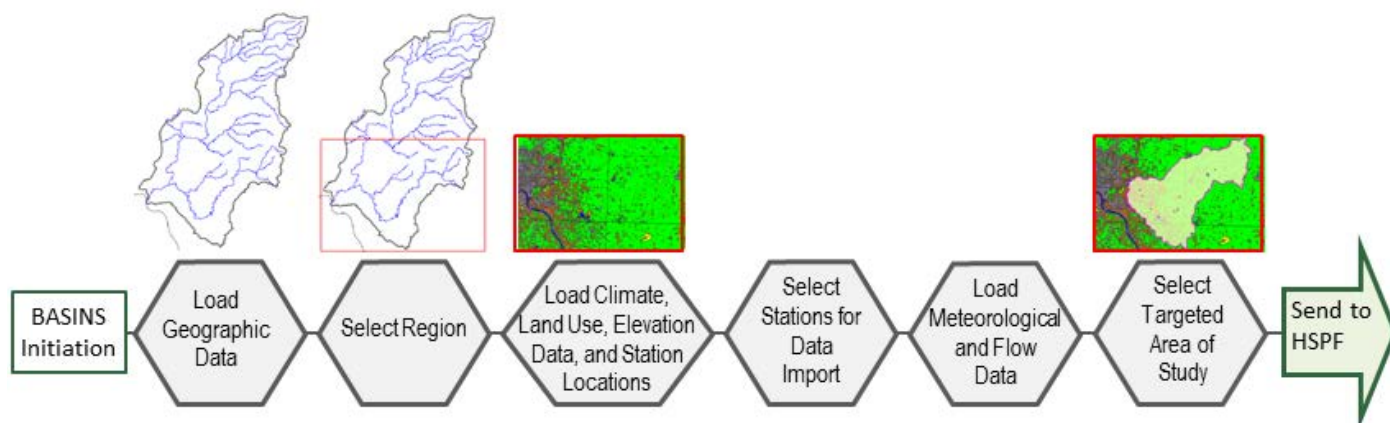 BASINS
Initiation
Load
Geographic
Data
Select Region
Load Climate,
Land Use, Elevation
Data, and Station
Locations
Select
Stations for
Data
Import
Load
Meteorological
and Flow
Data
Select
Targeted
Area of
Study
Send to
HSPF